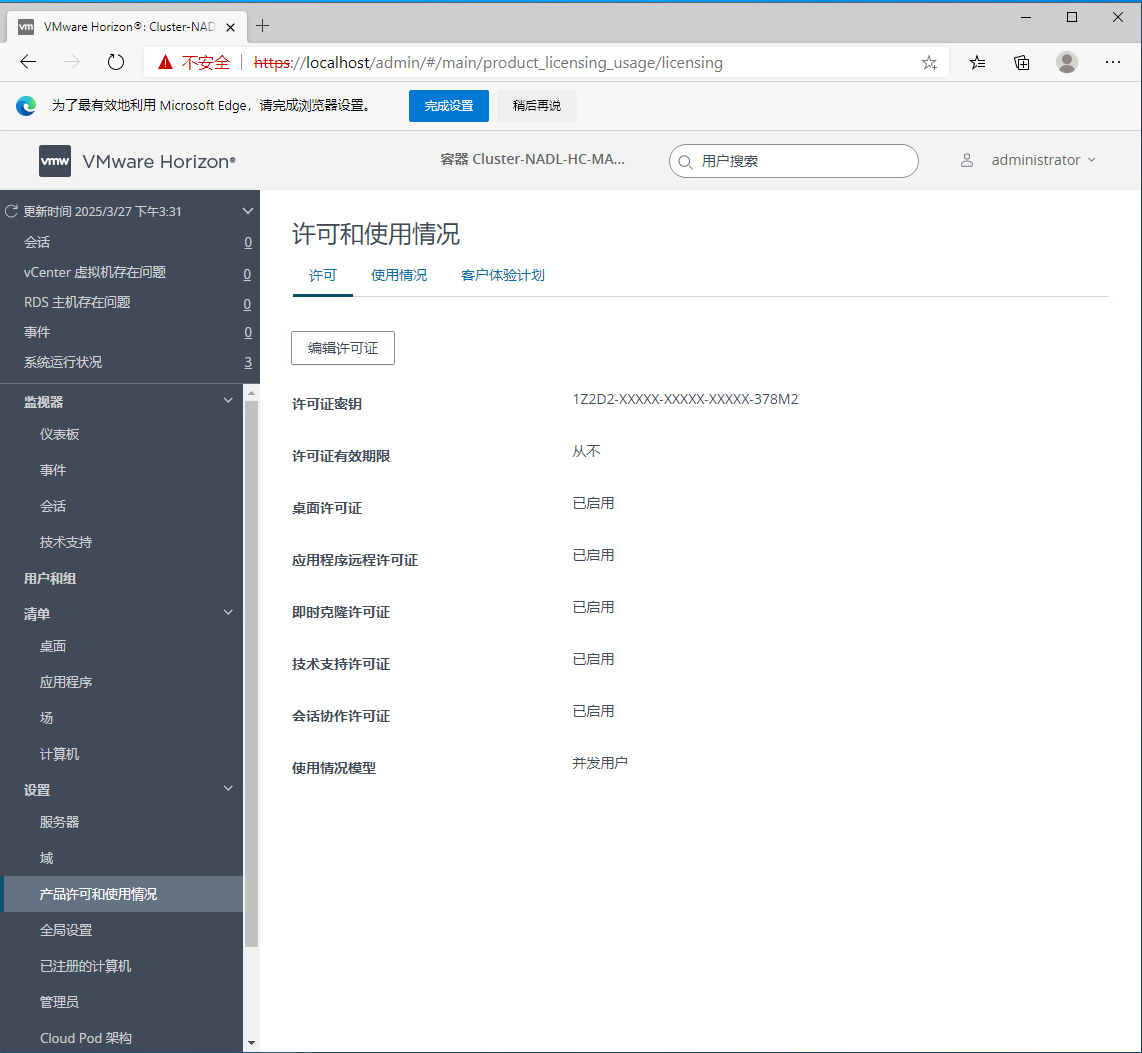 VMware Horizon®: Cluster-NAD
不安全 https://localhost/admin/#/main/product_licensing_usage/licensing
为了最有效地利用 Microsoft Edge，请完成浏览器设置。 完成设置 稍后再说
vmw VMware Horizon® 容器 Cluster-NADL-HC-MA... 用户搜索 administrator
更新时间 2025/3/27 下午3:31
会话 0
vCenter 虚拟机存在问题 0
RDS 主机存在问题 0
事件 0
系统运行状况 3
监视器
仪表板
事件
会话
技术支持
用户和组
清单
桌面
应用程序
场
计算机
设置
服务器
域
产品许可和使用情况
全局设置
已注册的计算机
管理员
Cloud Pod 架构
许可和使用情况
许可 使用情况 客户体验计划
编辑许可证
许可证密钥 1Z2D2-XXXXX-XXXXX-XXXXX-378M2
许可证有效期限 从不
桌面许可证 已启用
应用程序远程许可证 已启用
即时克隆许可证 已启用
技术支持许可证 已启用
会话协作许可证 已启用
使用情况模型 并发用户